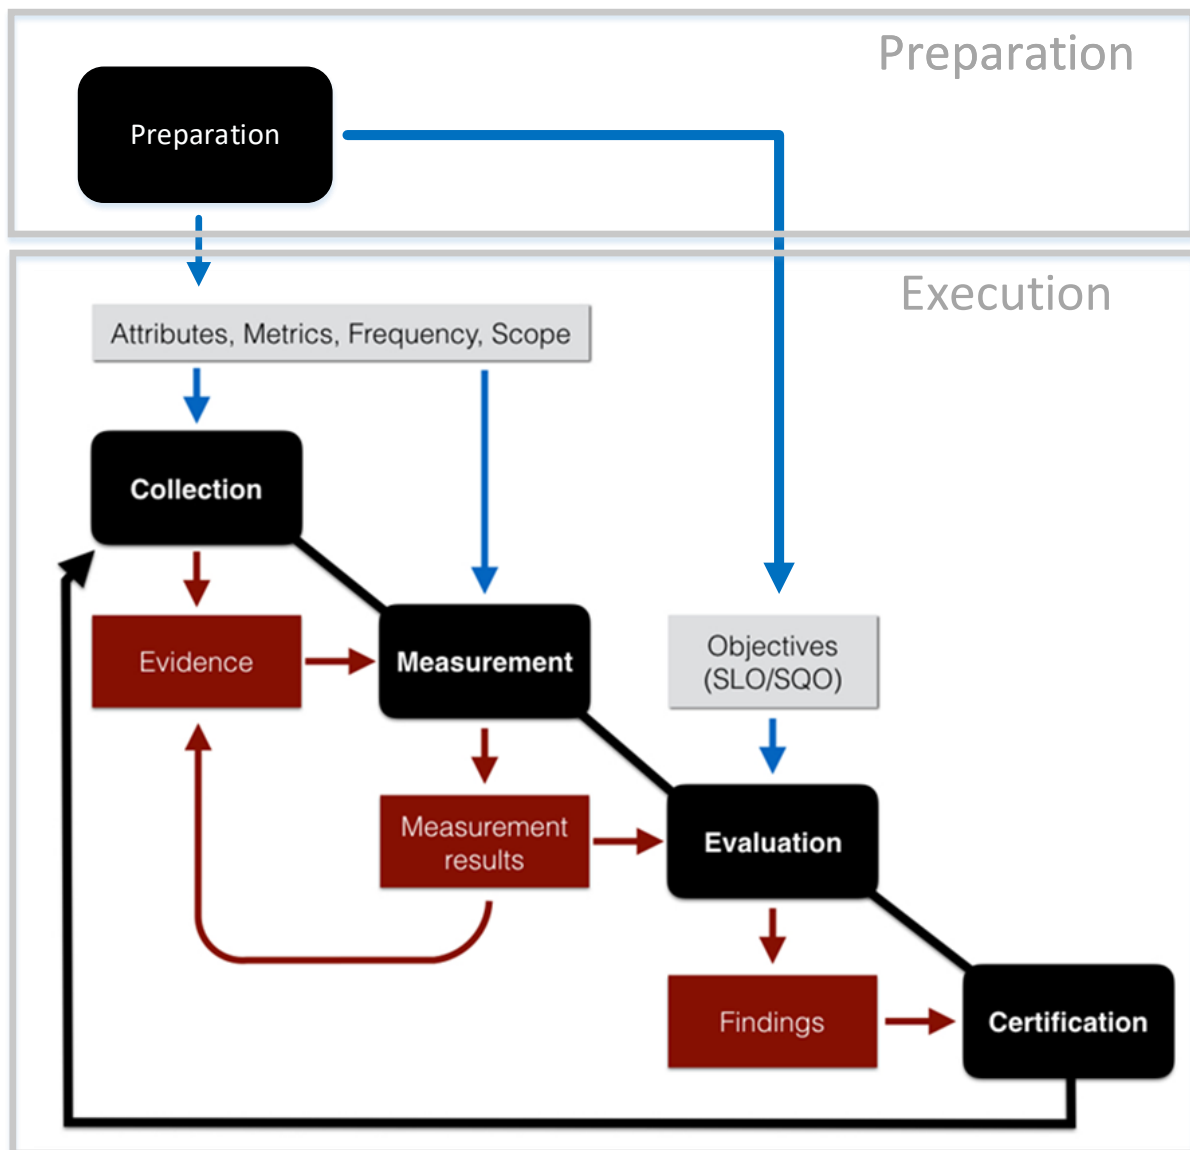 Preparation
Preparation
Execution
Attributes, Metrics, Frequency, Scope
Collection
Evidence
Measurement
Objectives
(SLO/SQO)
Measurement
results
Evaluation
Findings
Certification